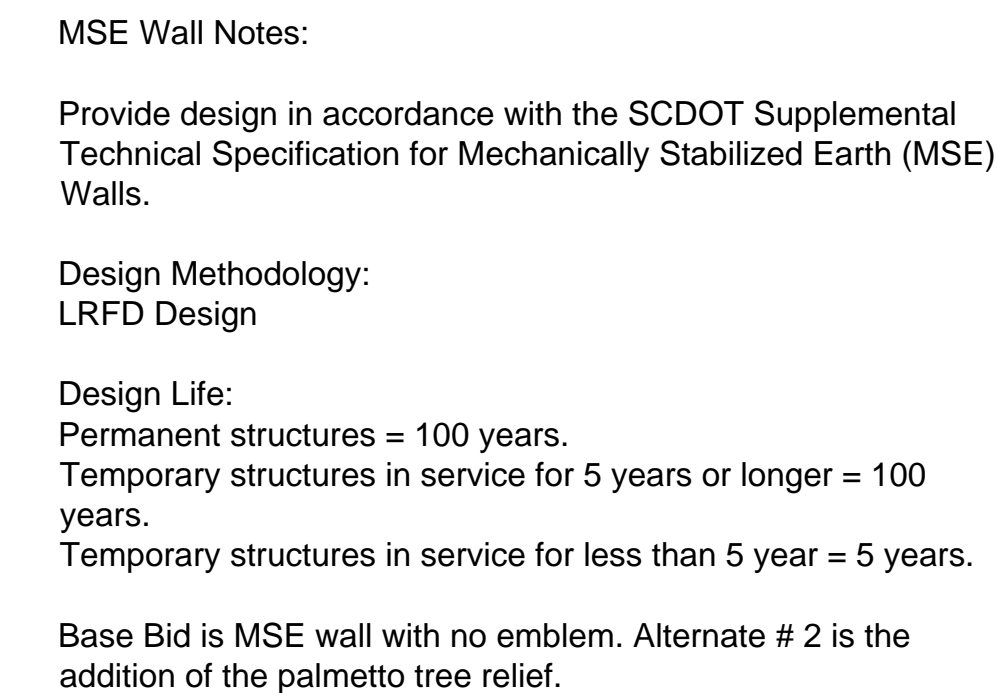 MSE Wall Notes:
Provide design in accordance with the SCDOT Supplemental
Technical Specification for Mechanically Stabilized Earth (MSE)
Walls.
Design Methodology:
LRFD Design
Design Life:
Permanent structures = 100 years.
Temporary structures in service for 5 years or longer = 100
years.
Temporary structures in service for less than 5 year = 5 years.
Base Bid is MSE wall with no emblem. Alternate # 2 is the
addition of the palmetto tree relief.